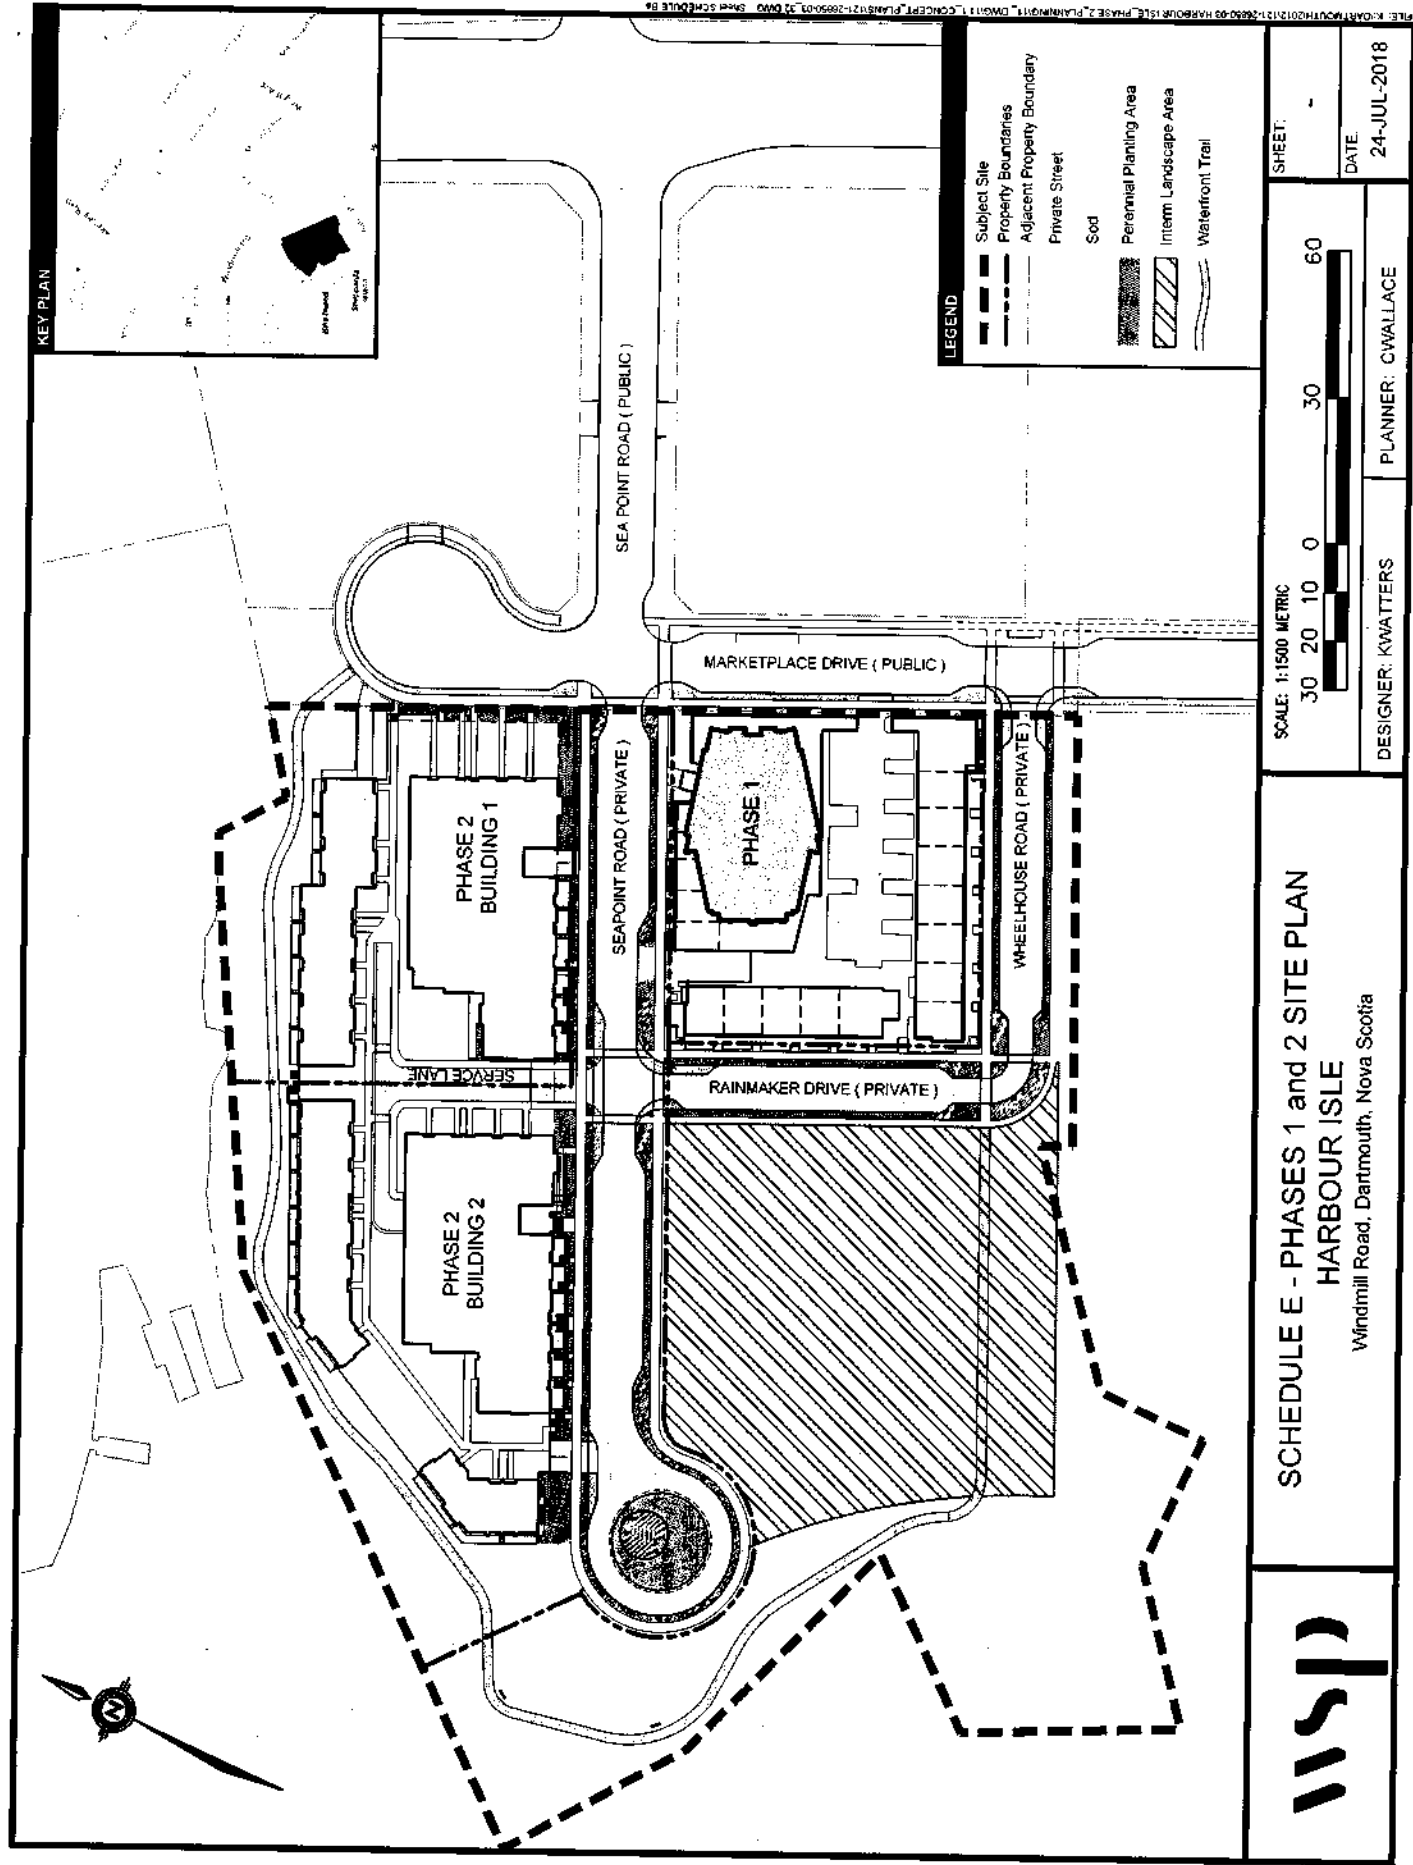 KEY PLAN
SEA POINT ROAD ( PUBLIC )
MARKETPLACE DRIVE ( PUBLIC )
PHASE 2
BUILDING 1
SEAPOINT ROAD ( PRIVATE )
PHASE 1
WHEELHOUSE ROAD ( PRIVATE )
SERVCE LANE
RAINMAKER DRIVE ( PRIVATE )
PHASE 2
BUILDING 2
N
LEGEND
Subject Site
Property Boundaries
Adjacent Property Boundary
Private Street
Sod
Perennial Planting Area
Interm Landscape Area
Waterfront Trail
WSP
SCHEDULE E - PHASES 1 and 2 SITE PLAN
HARBOUR ISLE
Windmill Road, Dartmouth, Nova Scotia
SCALE: 1:1500 METRIC
30 20 10 0 30 60
DESIGNER: KWATTERS
PLANNER: CWALLACE
SHEET:
-
DATE:
24-JUL-2018